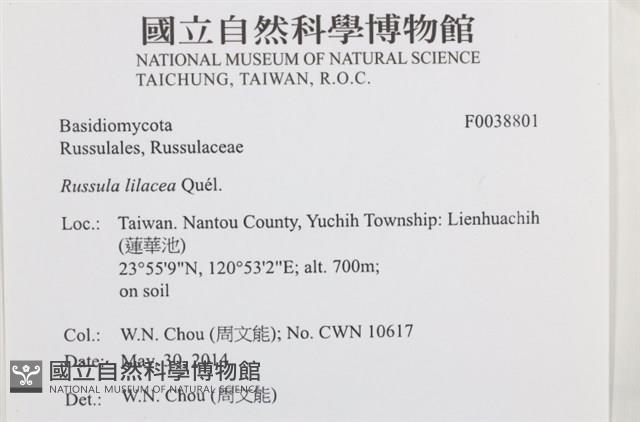 國立自然科學博物館
NATIONAL MUSEUM OF NATURAL SCIENCE
TAICHUNG, TAIWAN, R.O.C.
Basidiomycota F0038801
Russulales, Russulaceae
Russula lilacea Quél.
Loc.: Taiwan. Nantou County, Yuchih Township: Lienhuachih
(蓮華池)
23°55'9"N, 120°53'2"E; alt. 700m;
on soil
Col.: W.N. Chou (周文能); No. CWN 10617
Date: May. 30, 2014
國立自然科學博物館
NATIONAL MUSEUM OF NATURAL SCIENCE
Det.: W.N. Chou (周文能)